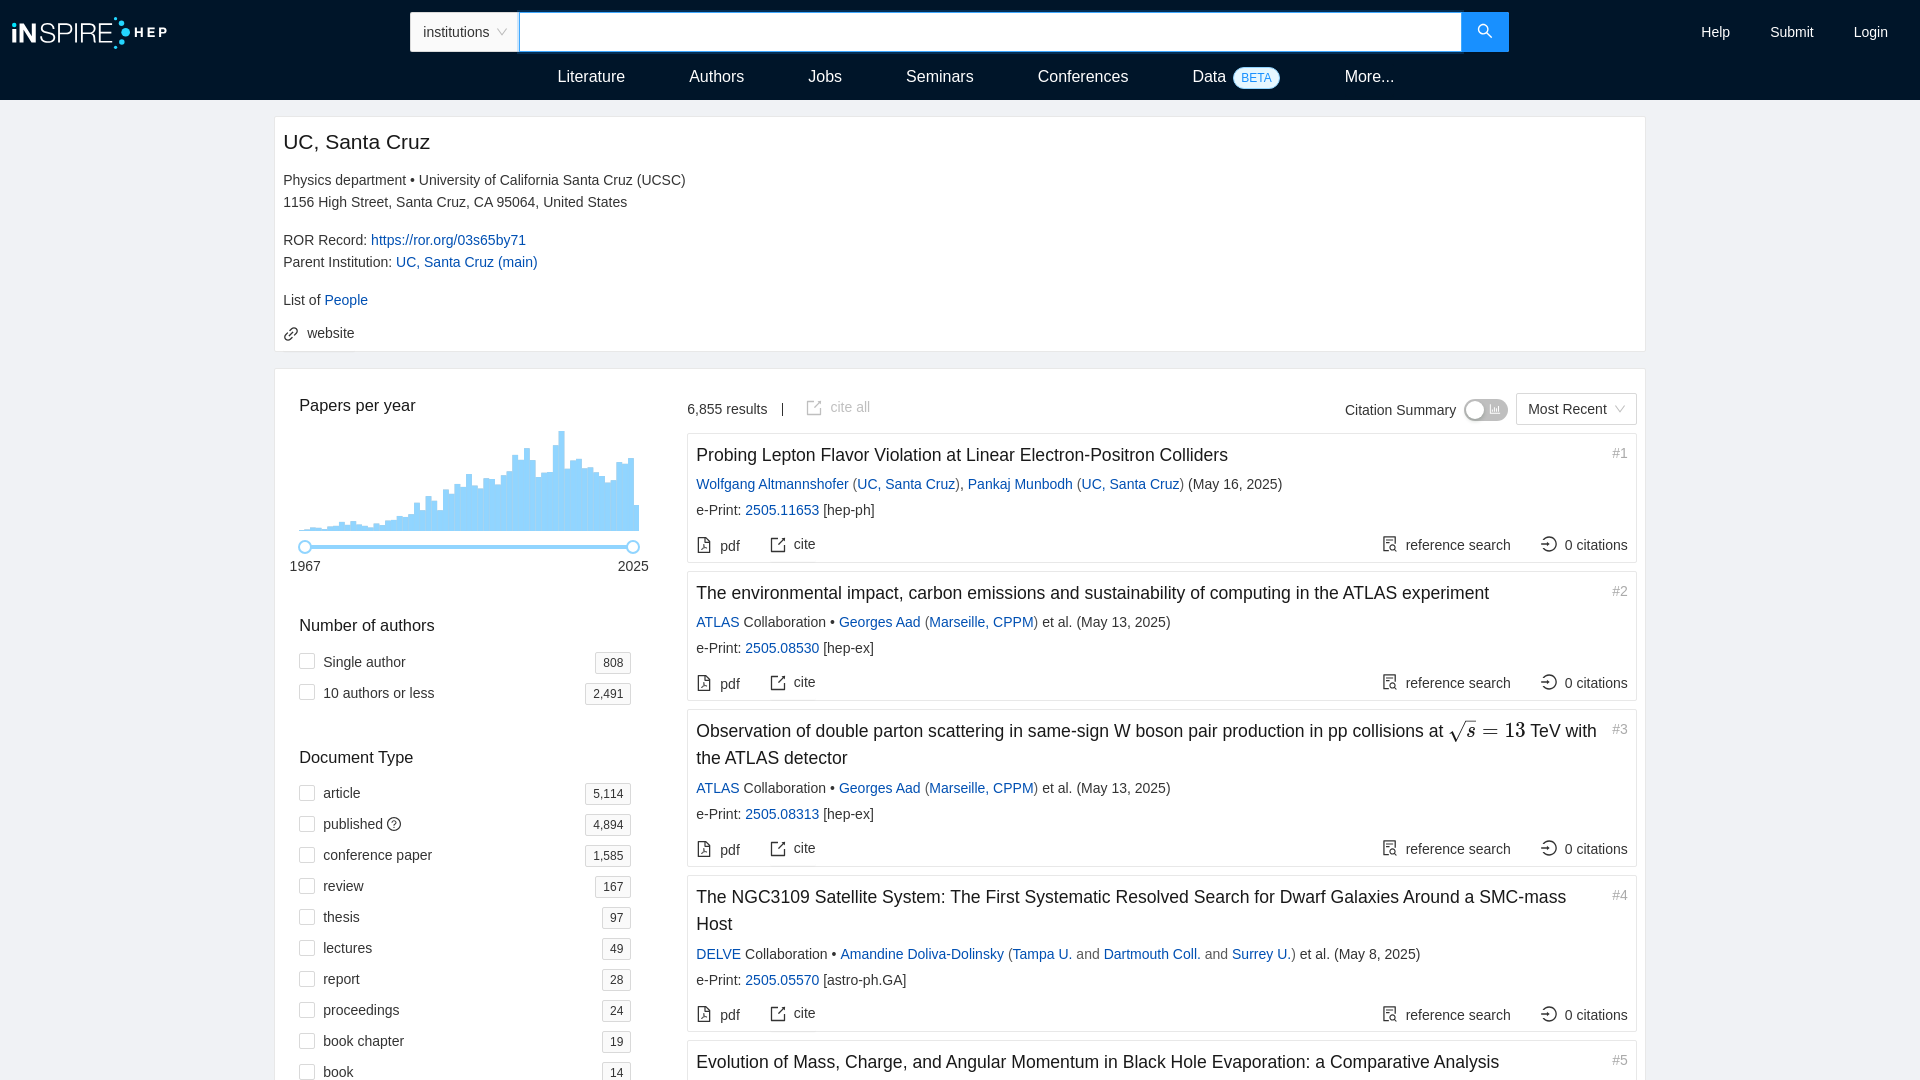 iNSPIRE HEP
institutions
Help
Submit
Login
Literature
Authors
Jobs
Seminars
Conferences
Data BETA
More...
UC, Santa Cruz
Physics department • University of California Santa Cruz (UCSC)
1156 High Street, Santa Cruz, CA 95064, United States
ROR Record: https://ror.org/03s65by71
Parent Institution: UC, Santa Cruz (main)
List of People
website
Papers per year
1967
2025
Number of authors
Single author 808
10 authors or less 2,491
Document Type
article 5,114
published 4,894
conference paper 1,585
review 167
thesis 97
lectures 49
report 28
proceedings 24
book chapter 19
book 14
6,855 results | cite all
Citation Summary
Most Recent
Probing Lepton Flavor Violation at Linear Electron-Positron Colliders #1
Wolfgang Altmannshofer (UC, Santa Cruz), Pankaj Munbodh (UC, Santa Cruz) (May 16, 2025)
e-Print: 2505.11653 [hep-ph]
pdf cite reference search 0 citations
The environmental impact, carbon emissions and sustainability of computing in the ATLAS experiment #2
ATLAS Collaboration • Georges Aad (Marseille, CPPM) et al. (May 13, 2025)
e-Print: 2505.08530 [hep-ex]
pdf cite reference search 0 citations
Observation of double parton scattering in same-sign W boson pair production in pp collisions at √s = 13 TeV with #3
the ATLAS detector
ATLAS Collaboration • Georges Aad (Marseille, CPPM) et al. (May 13, 2025)
e-Print: 2505.08313 [hep-ex]
pdf cite reference search 0 citations
The NGC3109 Satellite System: The First Systematic Resolved Search for Dwarf Galaxies Around a SMC-mass #4
Host
DELVE Collaboration • Amandine Doliva-Dolinsky (Tampa U. and Dartmouth Coll. and Surrey U.) et al. (May 8, 2025)
e-Print: 2505.05570 [astro-ph.GA]
pdf cite reference search 0 citations
Evolution of Mass, Charge, and Angular Momentum in Black Hole Evaporation: a Comparative Analysis #5